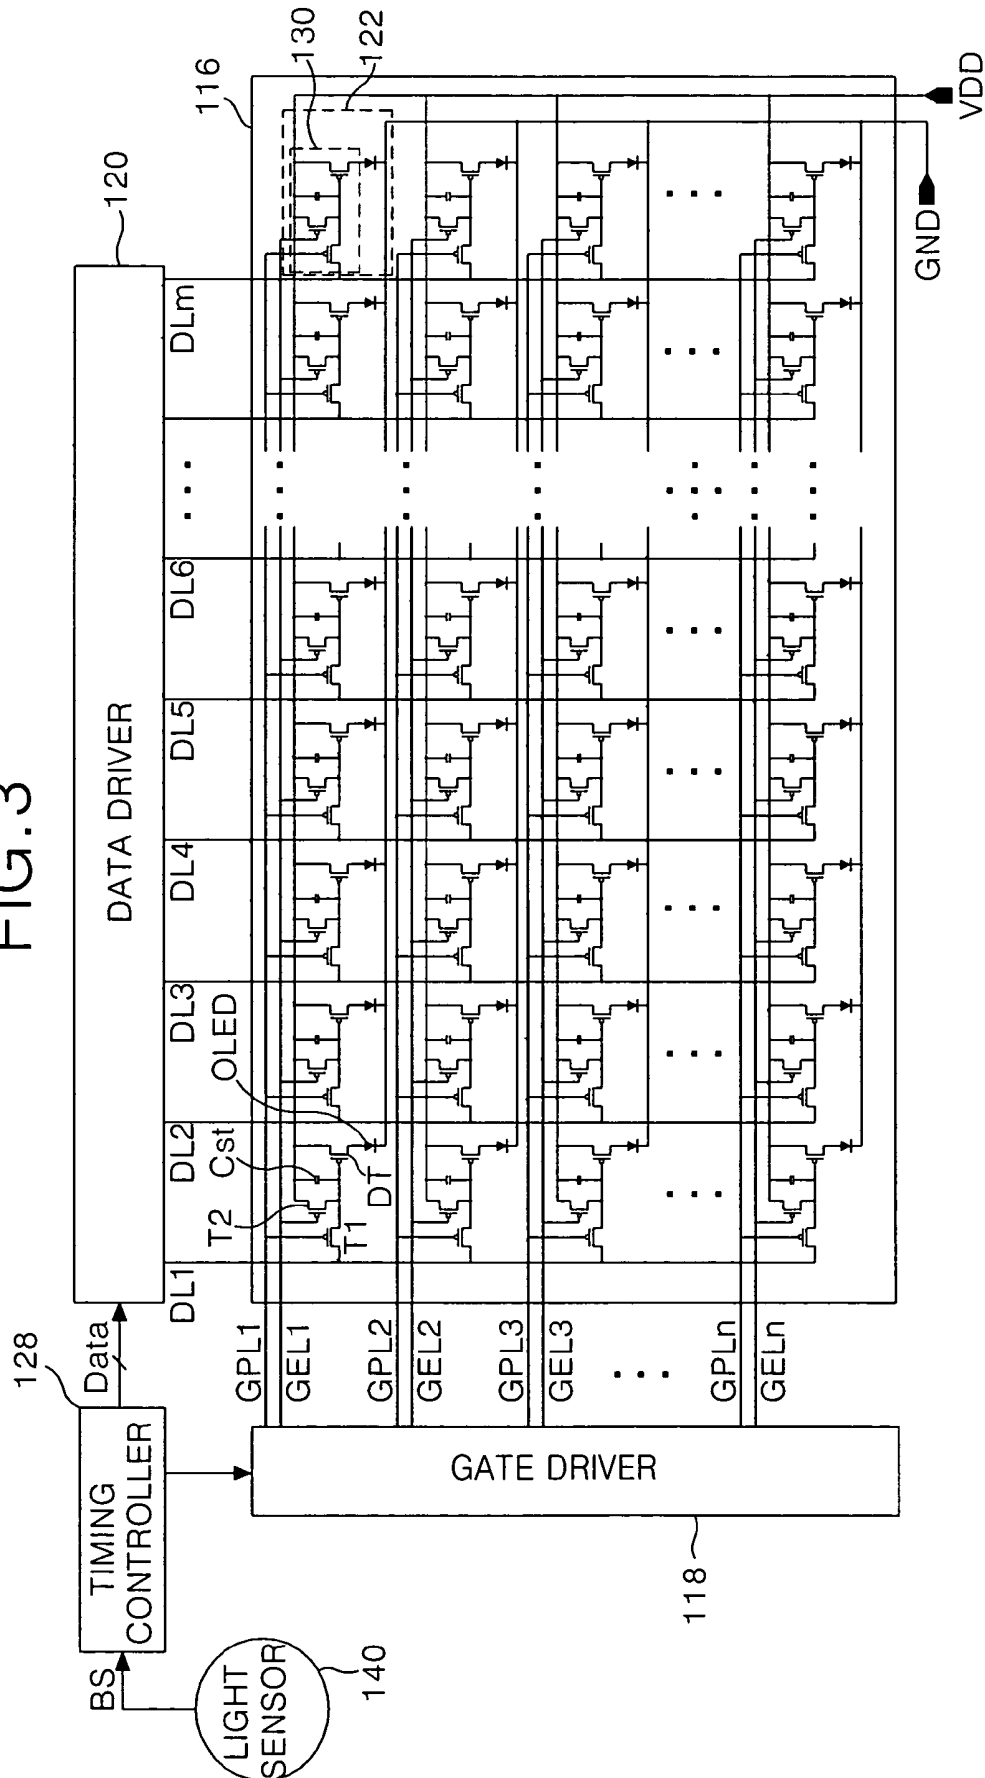 FIG.3
LIGHT
SENSOR
140
BS
TIMING
CONTROLLER
128
Data
DATA DRIVER
120
DL1
DL2
DL3
DL4
DL5
DL6
DLm
116
130
122
T2
Cst
OLED
T1
DT
GPL1
GEL1
GPL2
GEL2
GPL3
GEL3
GPLn
GELn
GATE DRIVER
118
GND
VDD